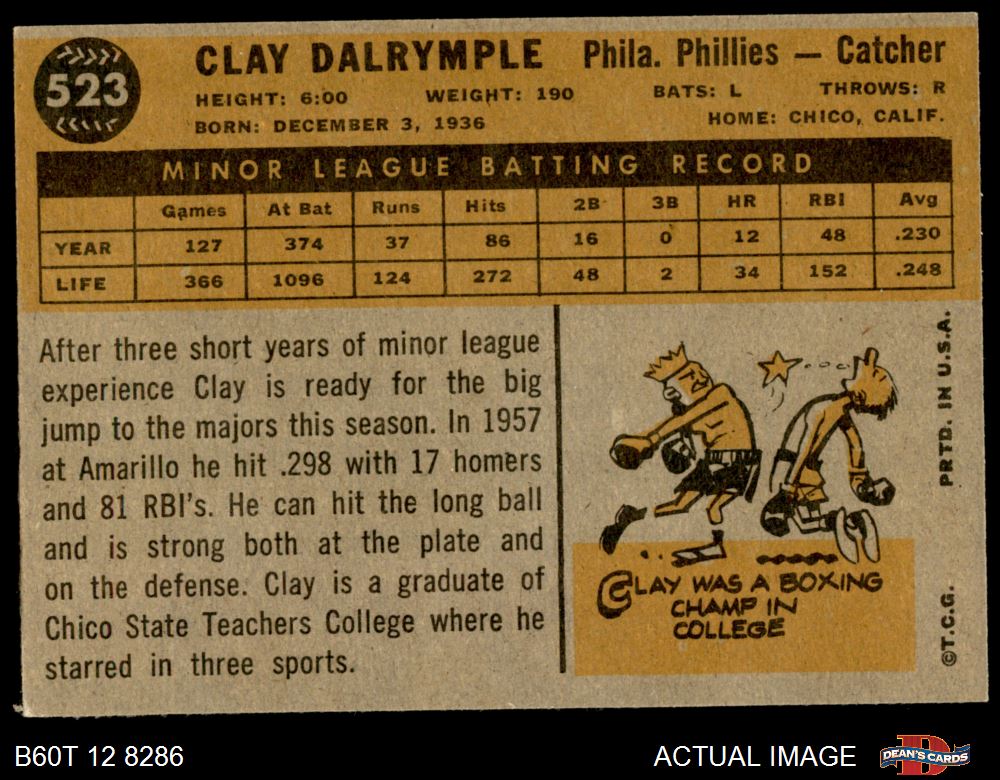 523
CLAY DALRYMPLE Phila. Phillies — Catcher
HEIGHT: 6:00 WEIGHT: 190 BATS: L THROWS: R
BORN: DECEMBER 3, 1936 HOME: CHICO, CALIF.
MINOR LEAGUE BATTING RECORD
Games At Bat Runs Hits 2B 3B HR RBI Avg
YEAR 127 374 37 86 16 0 12 48 .230
LIFE 366 1096 124 272 48 2 34 152 .248
After three short years of minor league
experience Clay is ready for the big
jump to the majors this season. In 1957
at Amarillo he hit .298 with 17 homers
and 81 RBI's. He can hit the long ball
and is strong both at the plate and
on the defense. Clay is a graduate of
Chico State Teachers College where he
starred in three sports.
CLAY WAS A BOXING
CHAMP IN
COLLEGE
©T.C.G. PRTD. IN U.S.A.
B60T 12 8286 ACTUAL IMAGE
D
DEAN'S CARDS